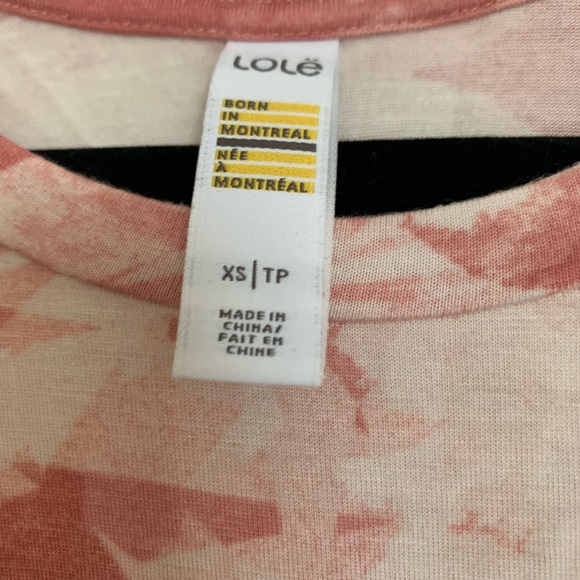 LOLë
BORN
IN
MONTREAL
NÉE
À
MONTRÉAL
XS|TP
MADE IN
CHINA/
FAIT EN
CHINE